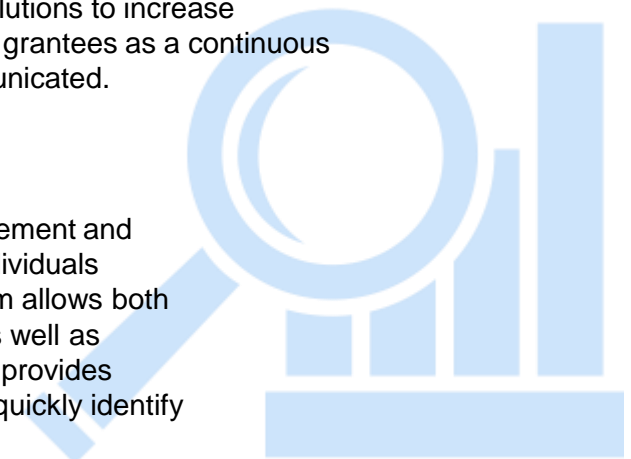 lutions to increase
grantees as a continuous
unicated.
ement and
ividuals
m allows both
s well as
provides
quickly identify